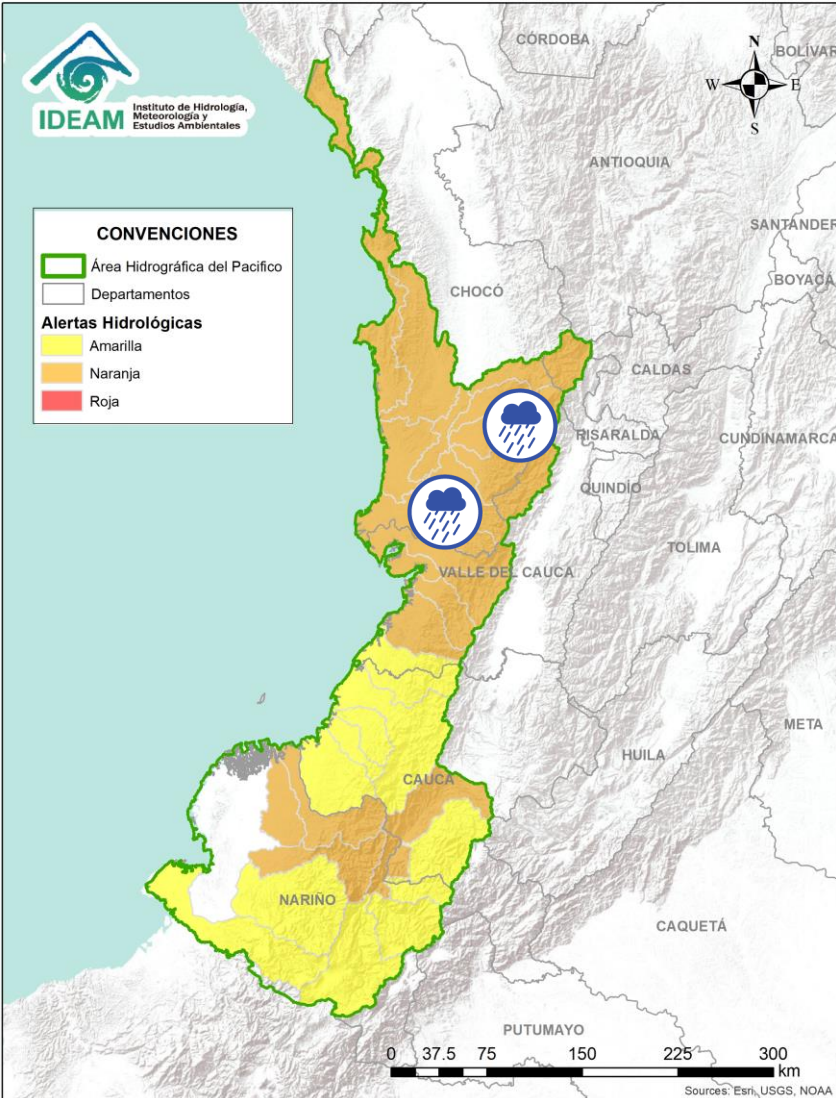 IDEAM
Instituto de Hidrología,
Meteorología y
Estudios Ambientales
CONVENCIONES
Área Hidrográfica del Pacifico
Departamentos
Alertas Hidrológicas
Amarilla
Naranja
Roja
N
W
E
S
CÓRDOBA
BOLÍVAR
ANTIOQUIA
SANTANDER
CHOCÓ
BOYACÁ
CALDAS
RISARALDA
CUNDINAMARCA
QUINDÍO
TOLIMA
VALLE DEL CAUCA
META
HUILA
CAUCA
NARIÑO
CAQUETÁ
PUTUMAYO
0 37.5 75 150 225 300
km
Sources: Esri, USGS, NOAA